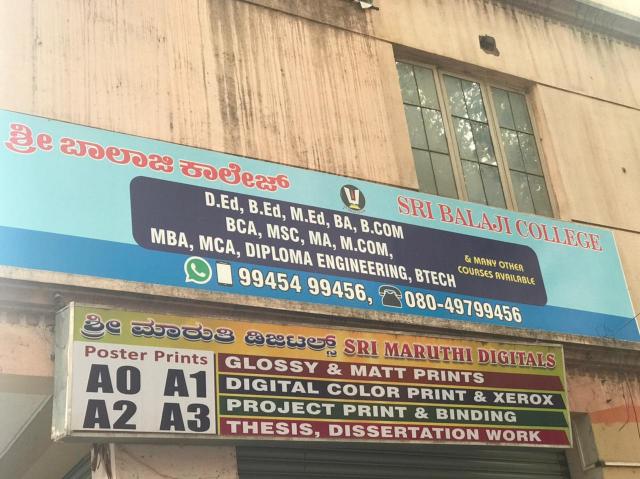 ಶ್ರೀ ಬಾಲಾಜಿ ಕಾಲೇಜ್
SRI BALAJI COLLEGE
D.Ed, B.Ed, M.Ed, BA, B.COM
BCA, MSC, MA, M.COM,
MBA, MCA, DIPLOMA ENGINEERING, BTECH
& MANY OTHER
COURSES AVAILABLE
99454 99456, 080-49799456
ಶ್ರೀ ಮಾರುತಿ ಡಿಜಿಟಲ್ಸ್ SRI MARUTHI DIGITALS
Poster Prints
A0 A1
A2 A3
GLOSSY & MATT PRINTS
DIGITAL COLOR PRINT & XEROX
PROJECT PRINT & BINDING
THESIS, DISSERTATION WORK